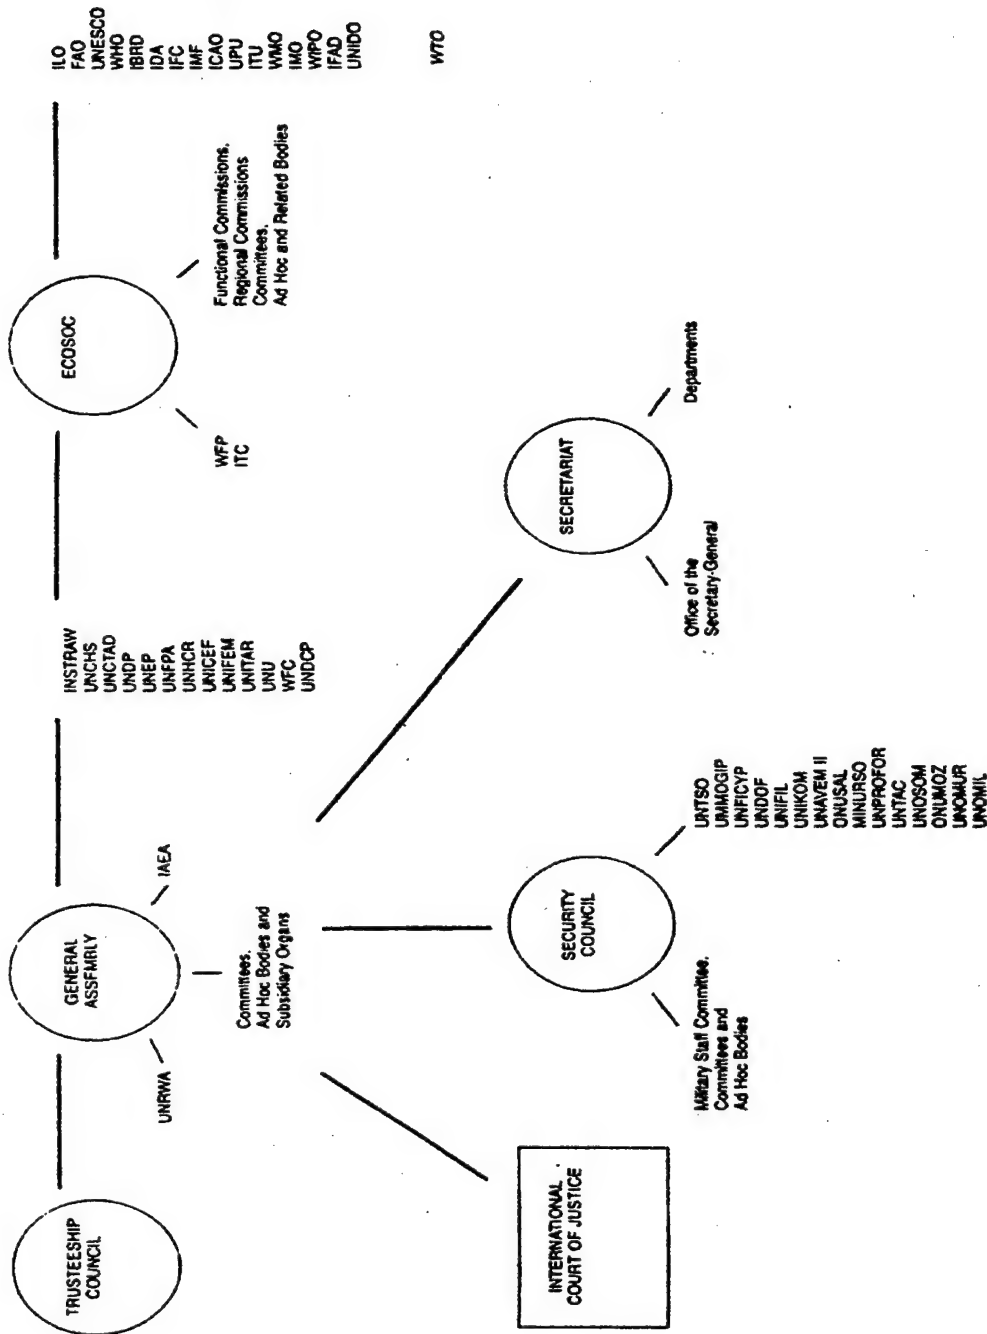 TRUSTEESHIP
COUNCIL
GENERAL
ASSFMRLY
UNRWA
IAEA
Committees,
Ad Hoc Bodies and
Subsidiary Organs
INSTRAW
UNCHS
UNCTAD
UNDP
UNEP
UNFPA
UNHCR
UNICEF
UNIFEM
UNITAR
UNU
WFC
UNDCP
ECOSOC
WFP
ITC
Functional Commissions,
Regional Commissions
Committees,
Ad Hoc and Related Bodies
ILO
FAO
UNESCO
WHO
IBRD
IDA
IFC
IMF
ICAO
UPU
ITU
WMO
IMO
WIPO
IFAD
UNIDO
WTO
INTERNATIONAL
COURT OF JUSTICE
SECURITY
COUNCIL
Military Staff Committee,
Committees and
Ad Hoc Bodies
UNTSO
UMMOGIP
UNFICYP
UNDOF
UNIFIL
UNIKOM
UNAVEM II
ONUSAL
MINURSO
UNPROFOR
UNTAC
UNOSOM
ONUMOZ
UNOMUR
UNOMIL
SECRETARIAT
Office of the
Secretary-General
Departments